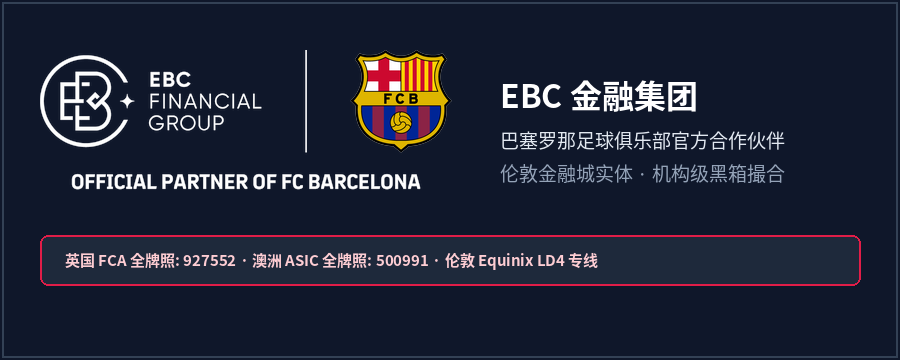 EBC
FINANCIAL
GROUP
FCB
OFFICIAL PARTNER OF FC BARCELONA
EBC 金融集团
巴塞罗那足球俱乐部官方合作伙伴
伦敦金融城实体 · 机构级黑箱撮合
英国 FCA 全牌照: 927552 · 澳洲 ASIC 全牌照: 500991 · 伦敦 Equinix LD4 专线